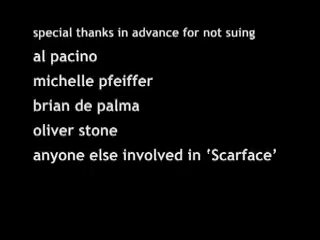 special thanks in advance for not suing
al pacino
michelle pfeiffer
brian de palma
oliver stone
anyone else involved in ‘Scarface’